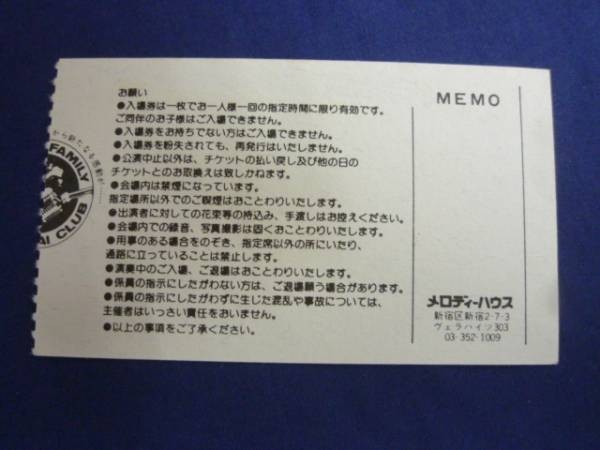 お願い
●入場券は一枚でお一人様一回の指定時間に限り有効です。
ご同伴のお子様はご入場できません。
●入場券をお持ちでない方はご入場できません。
●入場券を紛失されても、再発行はいたしません。
●公演中止以外は、チケットの払い戻し及び他の日の
チケットとのお取換えは致しかねます。
●会場内は禁煙になっています。
指定場所以外でのご喫煙はおことわりいたします。
●出演者に対しての花束等の持込み、手渡しはお控えください。
●会場内での録音、写真撮影は固くおことわりいたします。
●用事のある場合をのぞき、指定席以外の所にいたり、
通路に立っていることは禁止します。
●演奏中のご入場、ご退場はおことわりいたします。
●係員の指示にしたがわない方は、ご退場願う場合があります。
●係員の指示にしたがわずに生じた混乱や事故については、
主催者はいっさい責任をおいません。
●以上の事項をご了承ください。
から新たなる感動が
FAMILY
AI CLUB
MEMO
メロディーハウス
新宿区新宿2-7-3
ヴェラハイツ303
03-352-1009